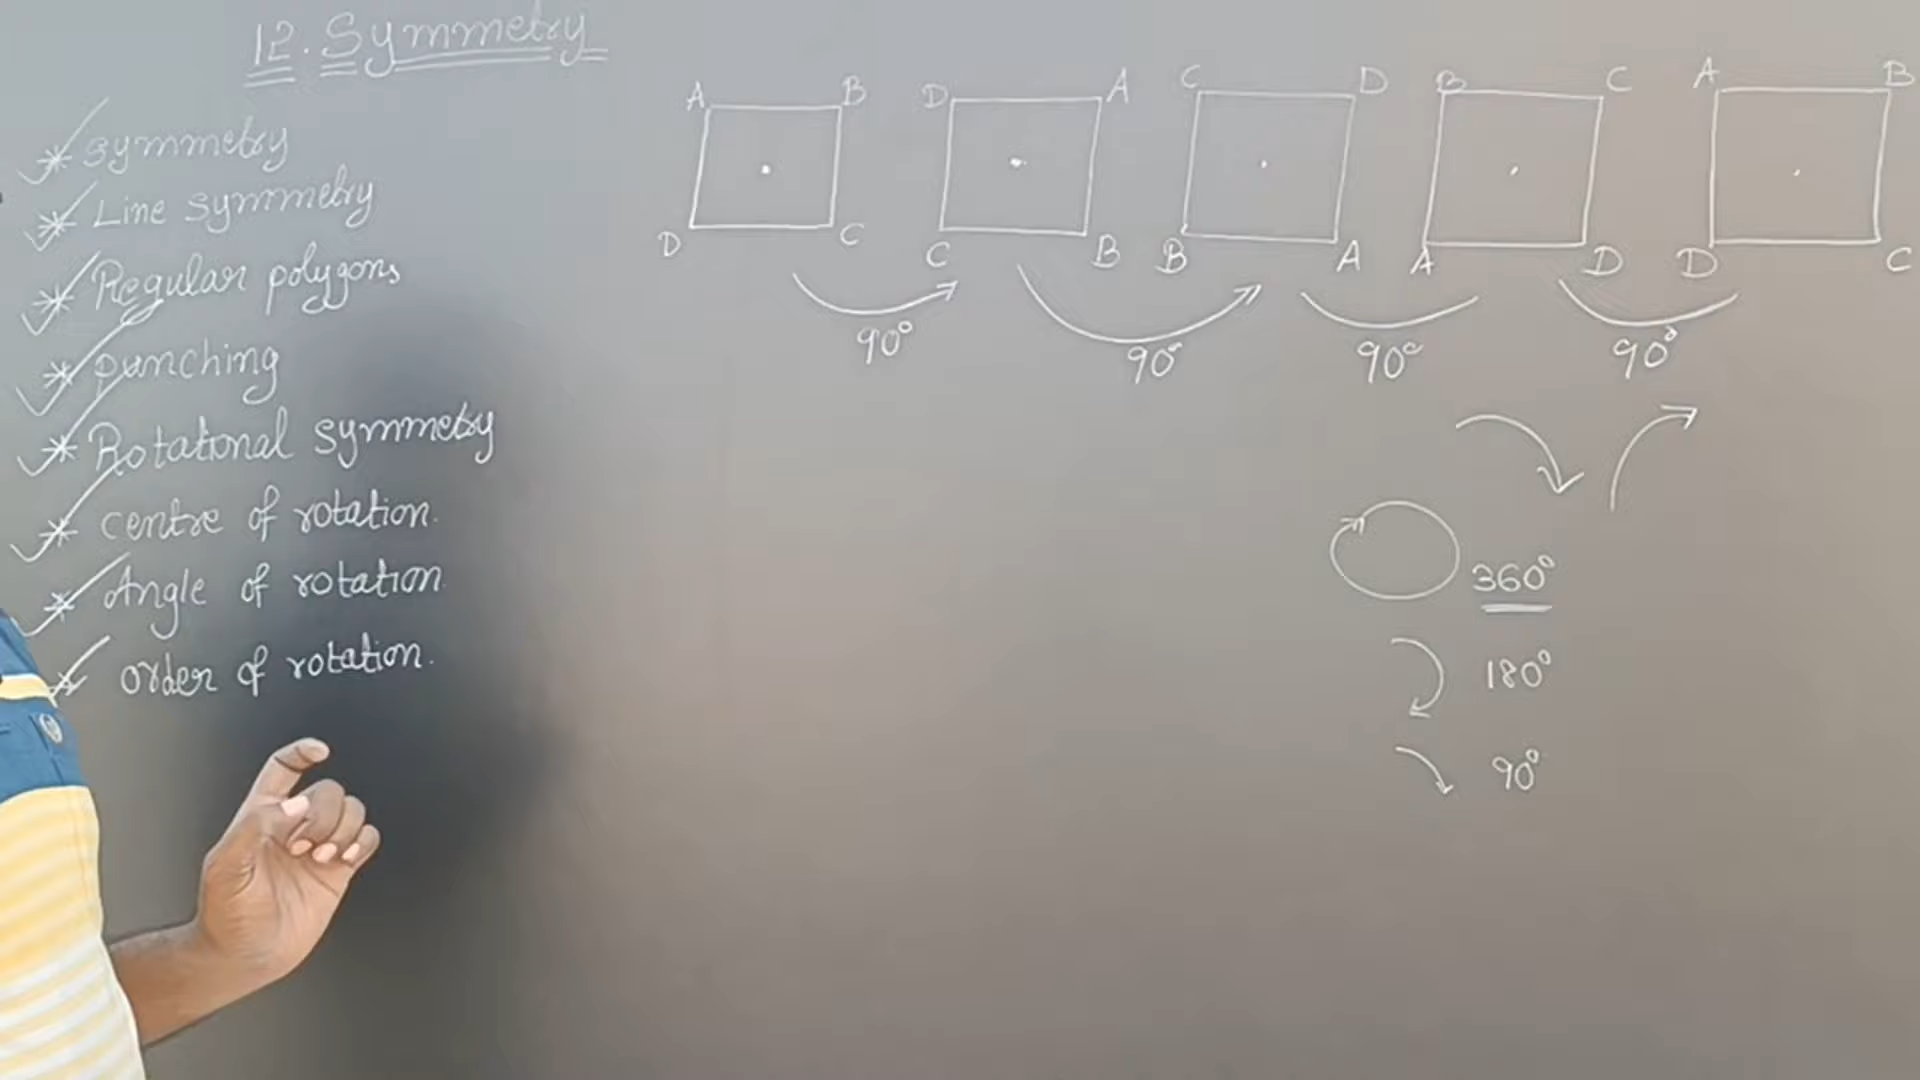 12. Symmetry
* symmetry
* Line symmetry
* Regular polygons
* punching
* Rotational symmetry
* centre of rotation.
* Angle of rotation.
* order of rotation.
A B D A C D B C A B
D C C B B A A D D C
90° 90° 90° 90°
360°
180°
90°